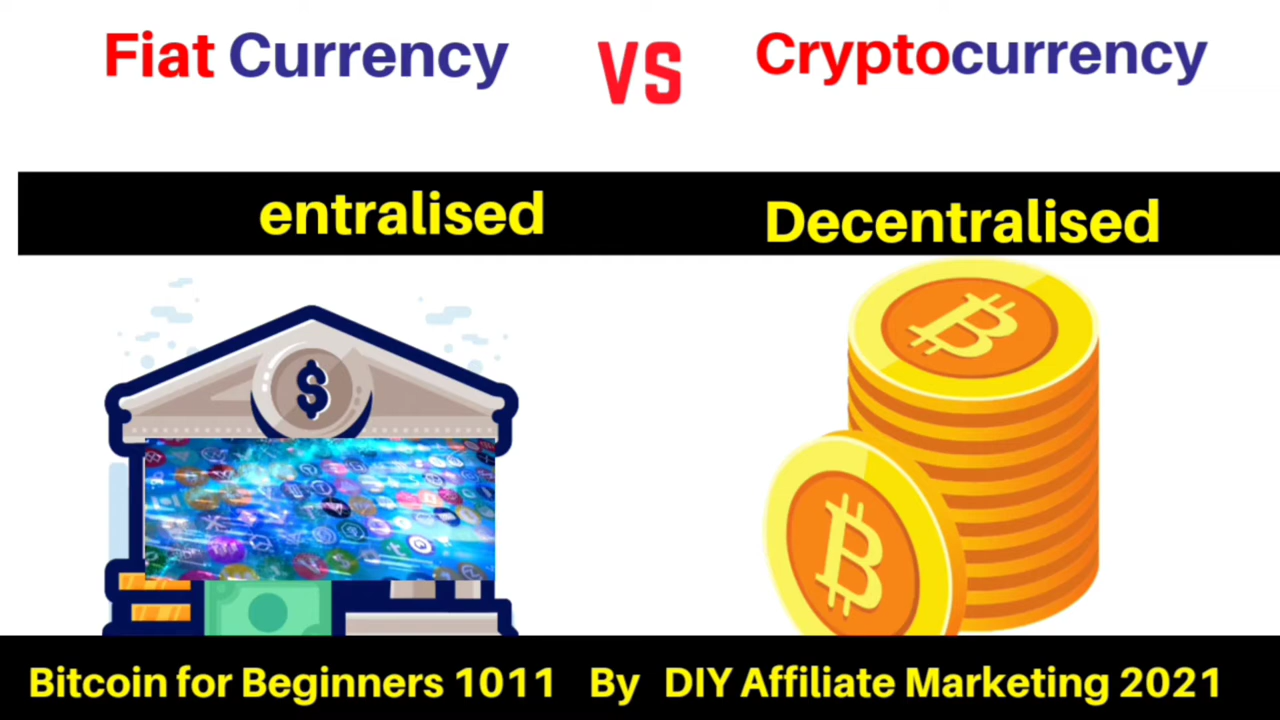 Fiat Currency VS Cryptocurrency
entralised Decentralised
$
Bitcoin for Beginners 1011 By DIY Affiliate Marketing 2021